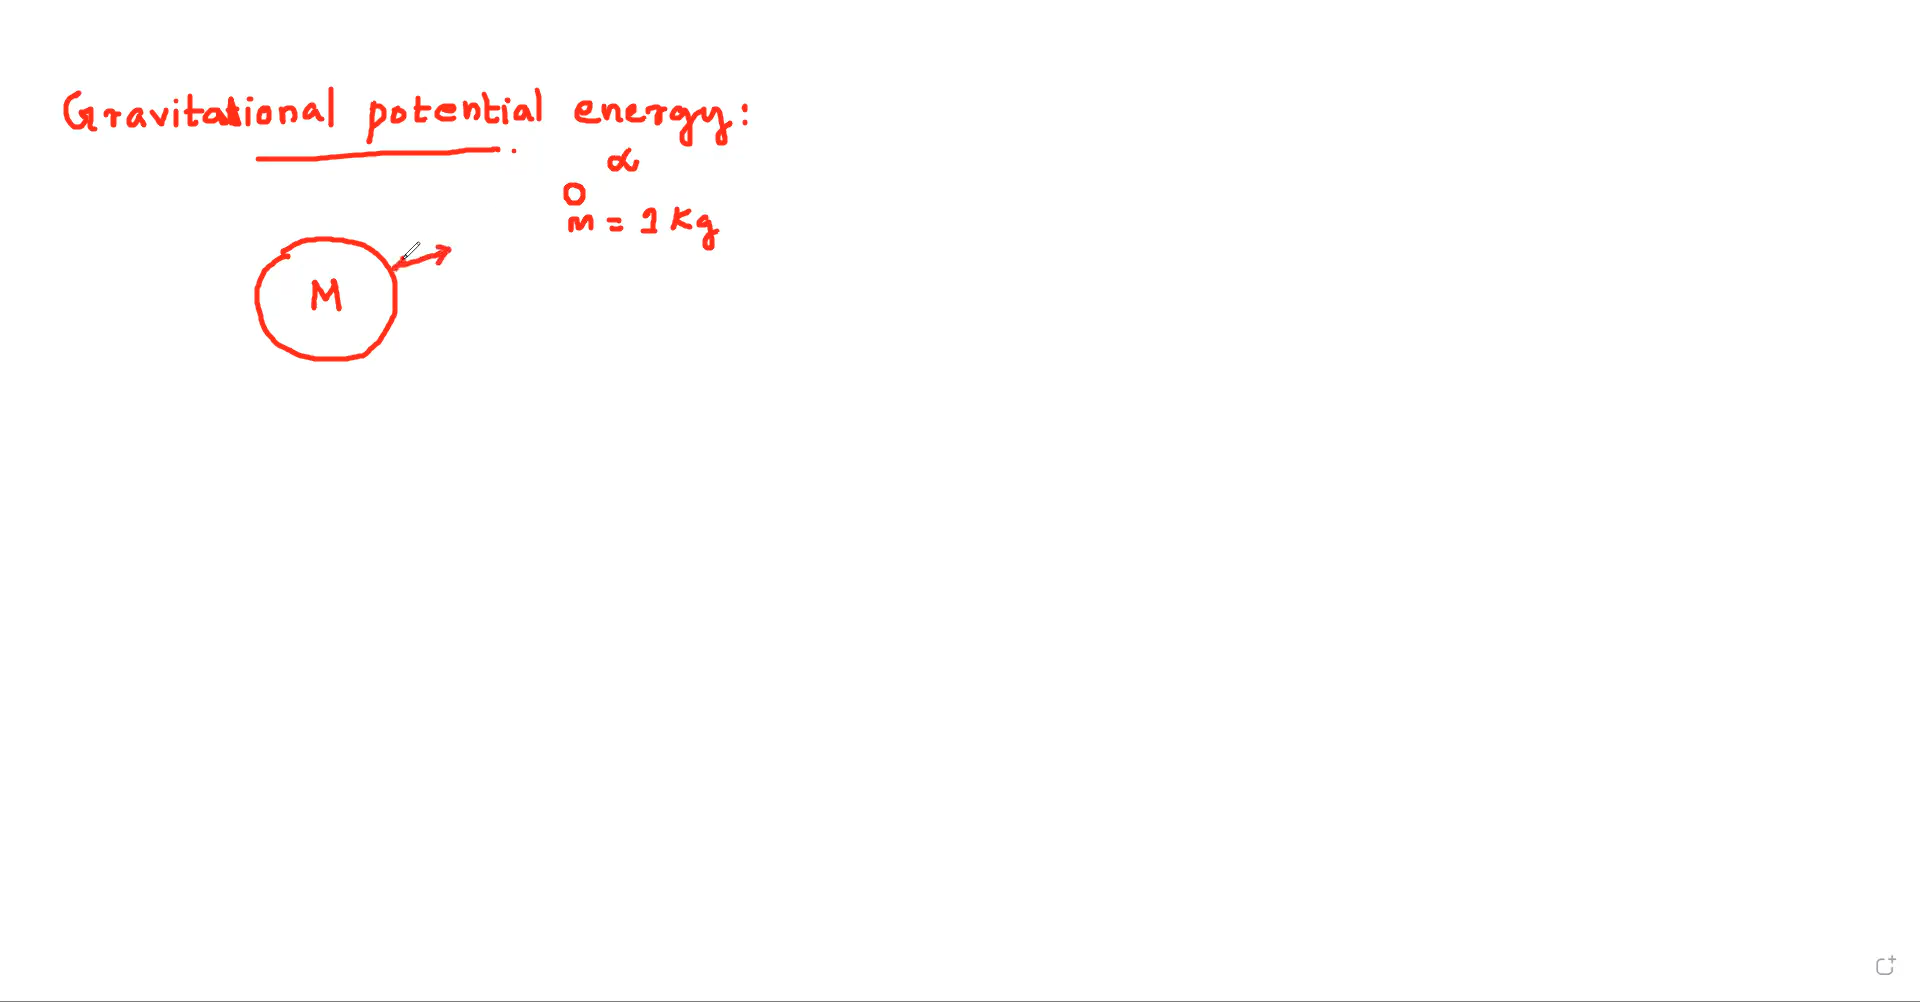 Gravitational potential energy:
α
m = 1 Kg
M